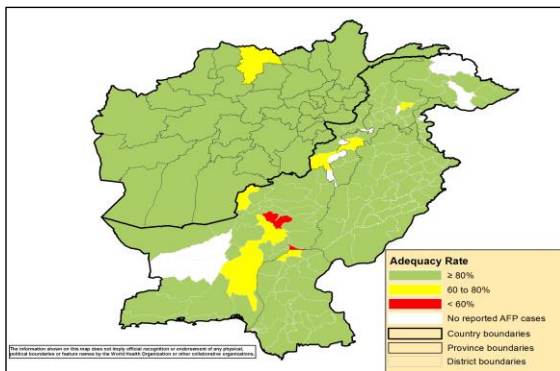 Adequacy Rate
≥ 80%
60 to 80%
< 60%
No reported AFP cases
Country boundaries
Province boundaries
District boundaries
The information shown on this map does not imply official recognition or endorsement of any physical,
political boundaries or feature names by the World Health Organization or other collaborative organizations.